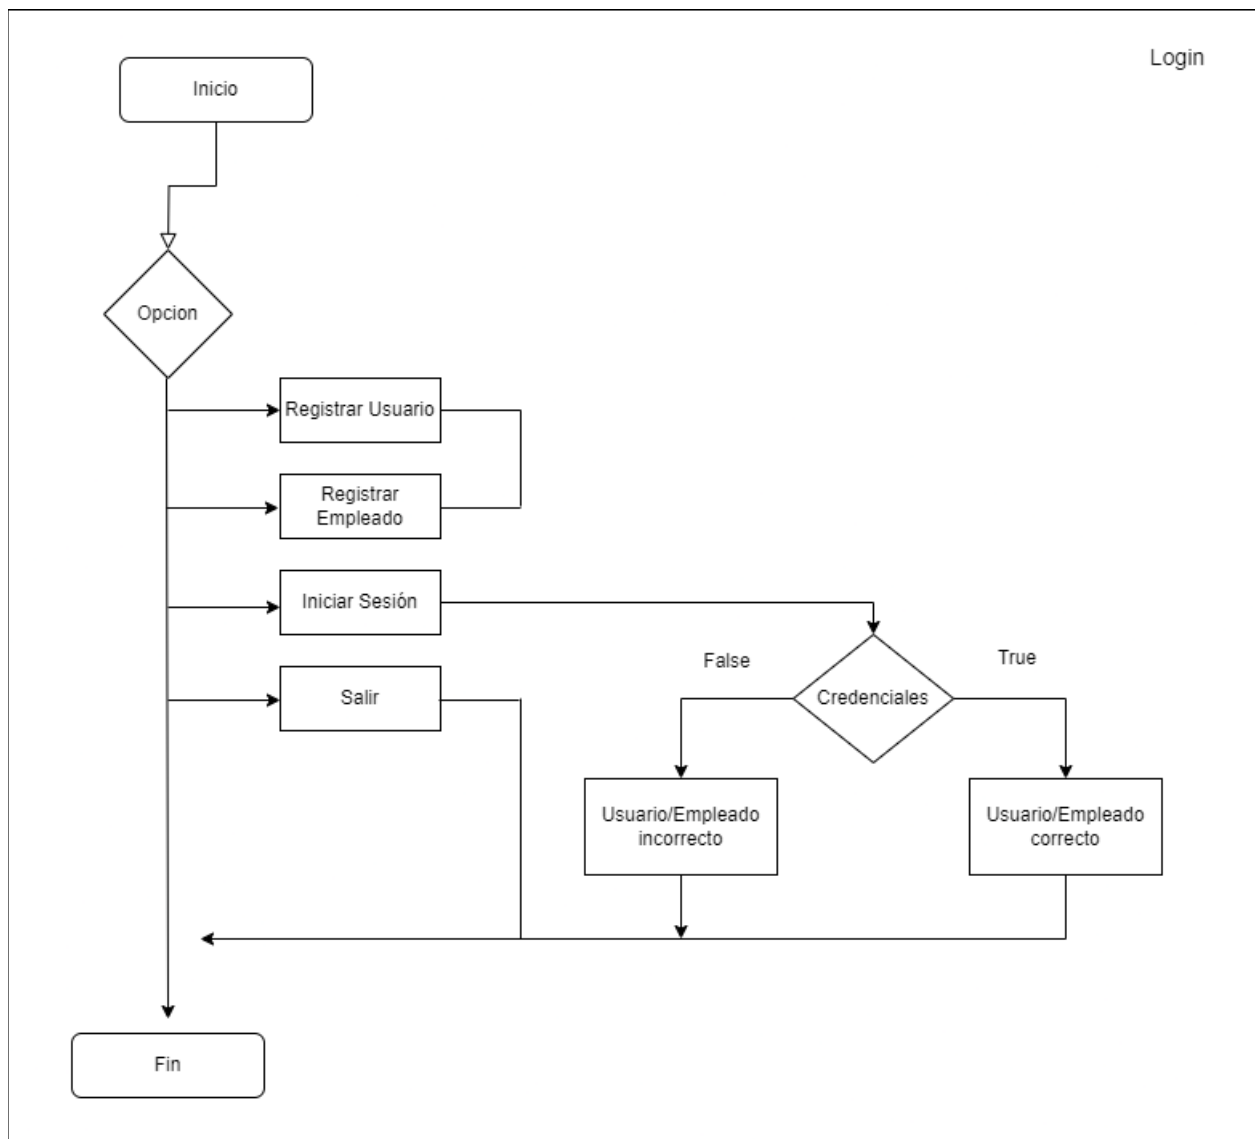 Login
Inicio
Opcion
Registrar Usuario
Registrar
Empleado
Iniciar Sesión
False
True
Salir
Credenciales
Usuario/Empleado
incorrecto
Usuario/Empleado
correcto
Fin